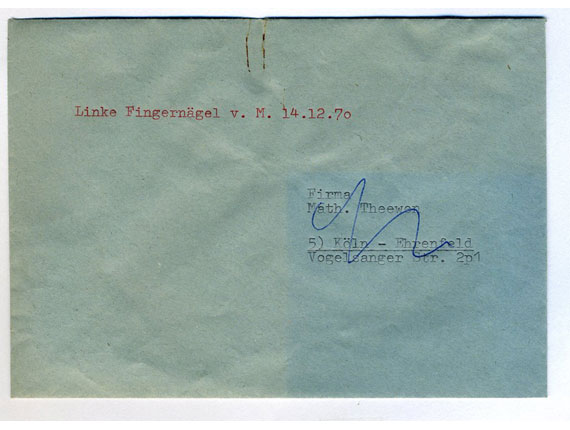 Linke Fingernägel v. M. 14.12.7o
Firma
Math. Theewen
5) Köln - Ehrenfeld
Vogelsanger Str. 2p1